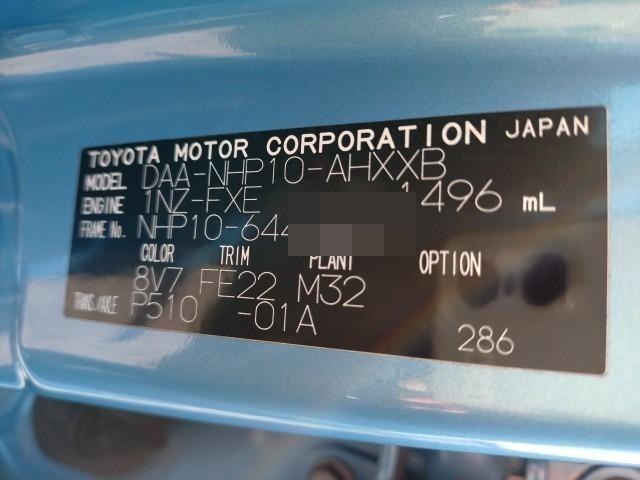 TOYOTA MOTOR CORPORATION JAPAN
MODEL DAA-NHP10-AHXXB
ENGINE 1NZ-FXE 1496 mL
FRAME No. NHP10-644
COLOR TRIM PLANT OPTION
8V7 FE22 M32
TRANS./AXLE P510 -01A
286